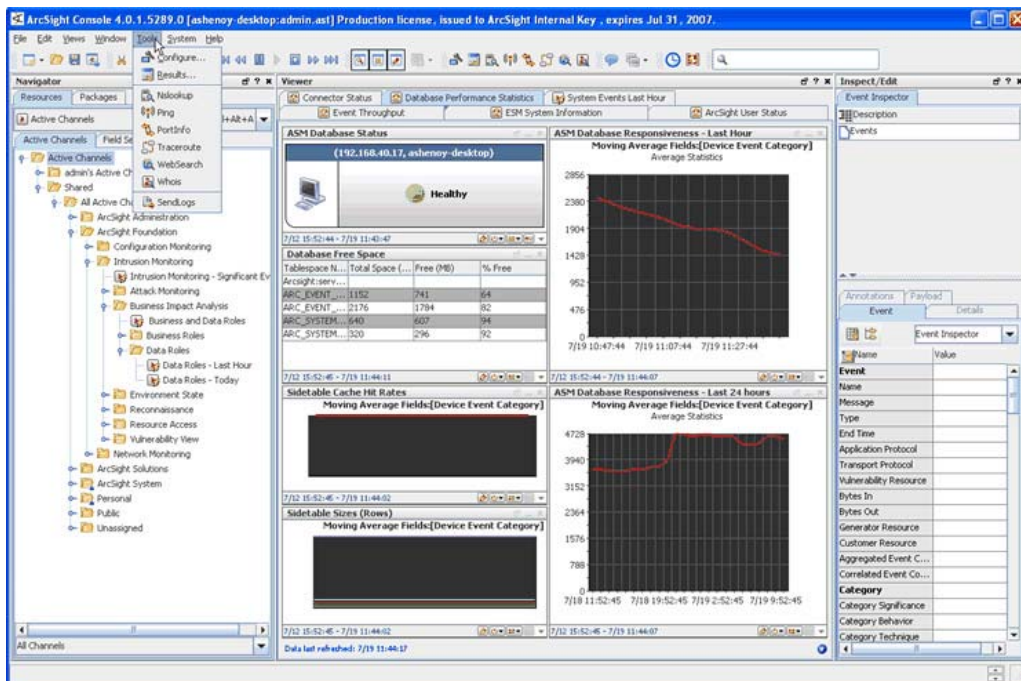 ArcSight Console 4.0.1.5289.0 [ashenoy-desktop:admin.ast] Production license, issued to ArcSight Internal Key , expires Jul 31, 2007.
File Edit Views Window Tools System Help
Configure...
Results...
Nslookup
Ping
PortInfo
Traceroute
WebSearch
Whois
SendLogs
Navigator
Resources Packages
Active Channels
Active Channels Field Se
Active Channels
admin's Active Ch
Shared
All Active Ch
ArcSight Administration
ArcSight Foundation
Configuration Monitoring
Intrusion Monitoring
Intrusion Monitoring - Significant Ev
Attack Monitoring
Business Impact Analysis
Business and Data Roles
Business Roles
Data Roles
Data Roles - Last Hour
Data Roles - Today
Environment State
Reconnaissance
Resource Access
Vulnerability View
Network Monitoring
ArcSight Solutions
ArcSight System
Personal
Public
Unassigned
All Channels
Viewer
Connector Status Database Performance Statistics System Events Last Hour
Event Throughput ESM System Information ArcSight User Status
ASM Database Status
(192.168.40.17, ashenoy-desktop)
Healthy
7/12 15:52:44 - 7/19 11:43:47
Database Free Space
Tablespace N... Total Space (... Free (MB) % Free
Arcsight:serv...
ARC_EVENT_... 1152 741 64
ARC_EVENT_... 2176 1784 82
ARC_SYSTEM... 640 607 94
ARC_SYSTEM... 320 296 92
7/12 15:52:45 - 7/19 11:44:11
Sidetable Cache Hit Rates
Moving Average Fields:[Device Event Category]
7/12 15:52:45 - 7/19 11:44:02
Sidetable Sizes (Rows)
Moving Average Fields:[Device Event Category]
7/12 15:52:45 - 7/19 11:44:02
Data last refreshed: 7/19 11:44:17
ASM Database Responsiveness - Last Hour
Moving Average Fields:[Device Event Category]
Average Statistics
2856
2380
1904
1428
952
476
0
7/19 10:47:44 7/19 11:07:44 7/19 11:27:44
7/12 15:52:44 - 7/19 11:44:07
ASM Database Responsiveness - Last 24 hours
Moving Average Fields:[Device Event Category]
Average Statistics
4728
3940
3152
2364
1576
788
0
7/18 11:52:45 7/18 19:52:45 7/19 2:52:45 7/19 9:52:45
7/12 15:52:45 - 7/19 11:44:07
Inspect/Edit
Event Inspector
Description
Events
Annotations Payload
Event Details
Event Inspector
Name Value
Event
Name
Message
Type
End Time
Application Protocol
Transport Protocol
Vulnerability Resource
Bytes In
Bytes Out
Generator Resource
Customer Resource
Aggregated Event C...
Correlated Event Co...
Category
Category Significance
Category Behavior
Category Technique